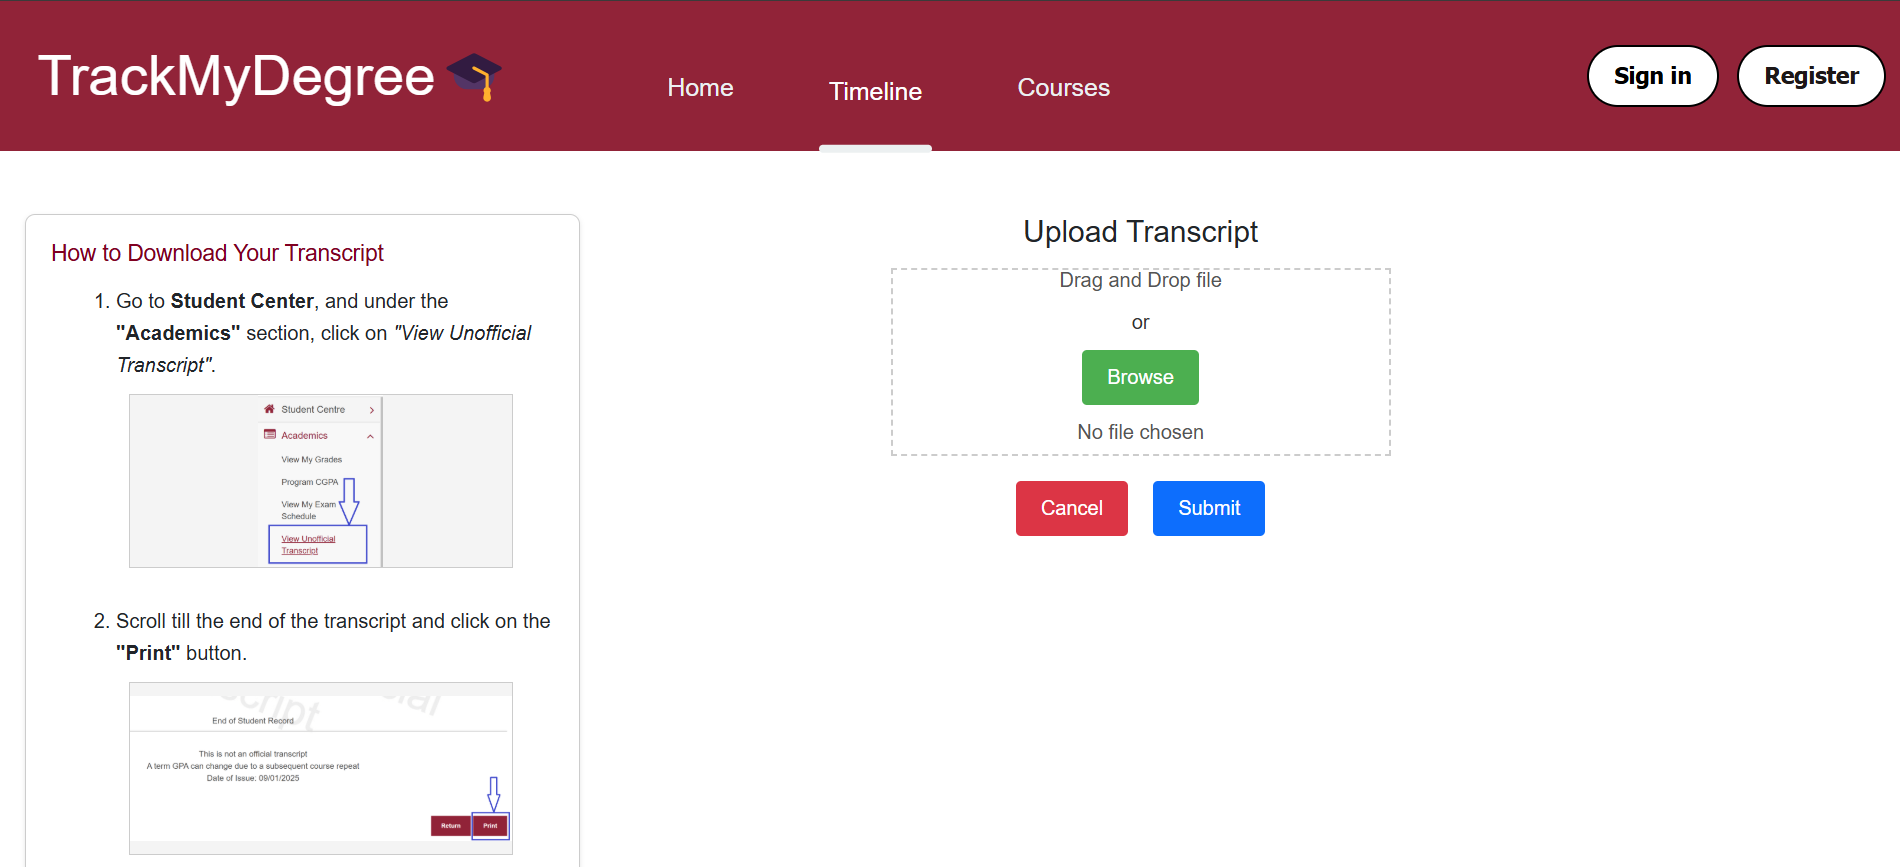 TrackMyDegree
Home
Timeline
Courses
Sign in
Register
How to Download Your Transcript
1. Go to Student Center, and under the
"Academics" section, click on "View Unofficial
Transcript".
Student Centre
Academics
View My Grades
Program CGPA
View My Exam
Schedule
View Unofficial
Transcript
2. Scroll till the end of the transcript and click on the
"Print" button.
End of Student Record
This is not an official transcript
A term GPA can change due to a subsequent course repeat
Date of Issue: 09/01/2025
Return
Print
Upload Transcript
Drag and Drop file
or
Browse
No file chosen
Cancel
Submit